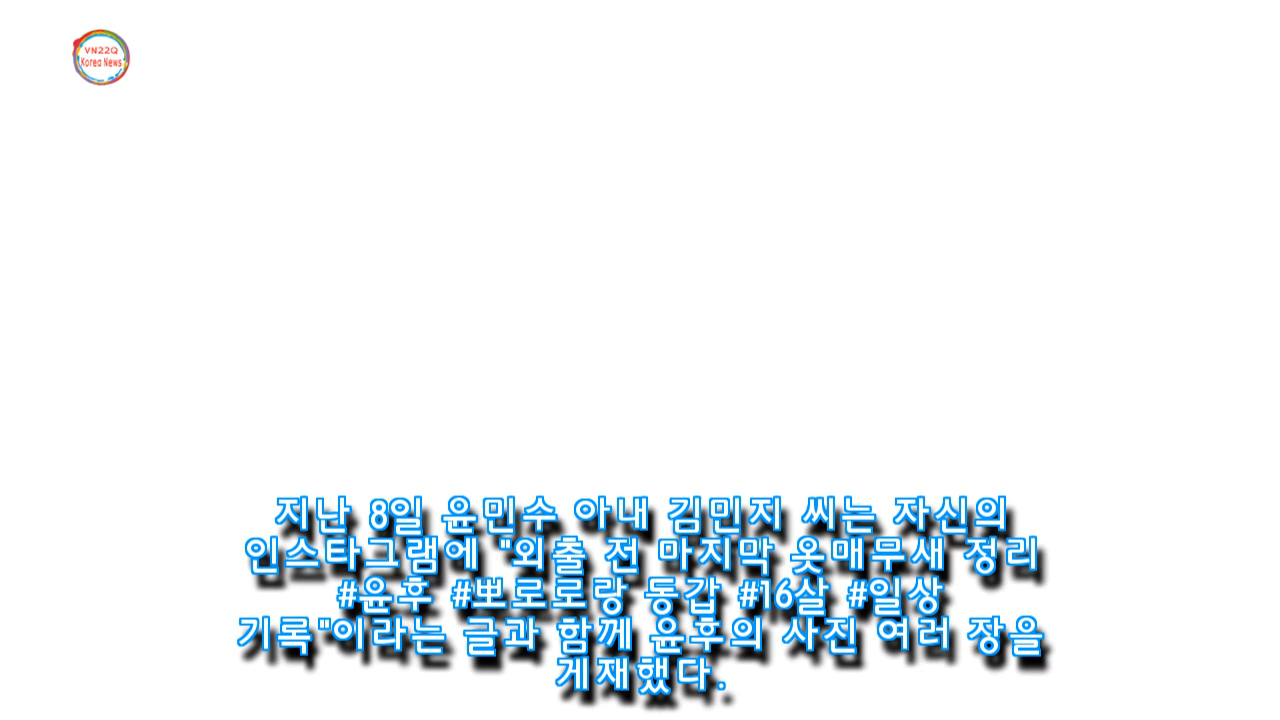 VN22Q
Korea News
지난 8일 윤민수 아내 김민지 씨는 자신의
인스타그램에 "외출 전 마지막 옷매무새 정리
#윤후 #뽀로로랑 동갑 #16살 #일상
기록"이라는 글과 함께 윤후의 사진 여러 장을
게재했다.